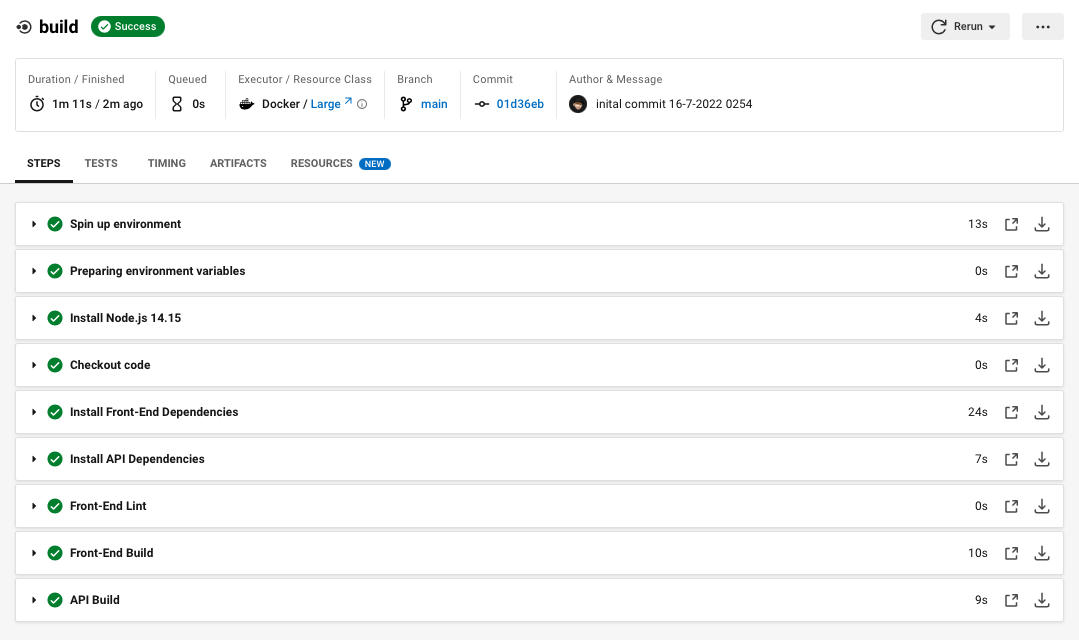 build Success Rerun
Duration / Finished Queued Executor / Resource Class Branch Commit Author & Message
1m 11s / 2m ago 0s Docker / Large main 01d36eb inital commit 16-7-2022 0254
STEPS TESTS TIMING ARTIFACTS RESOURCES NEW
Spin up environment 13s
Preparing environment variables 0s
Install Node.js 14.15 4s
Checkout code 0s
Install Front-End Dependencies 24s
Install API Dependencies 7s
Front-End Lint 0s
Front-End Build 10s
API Build 9s